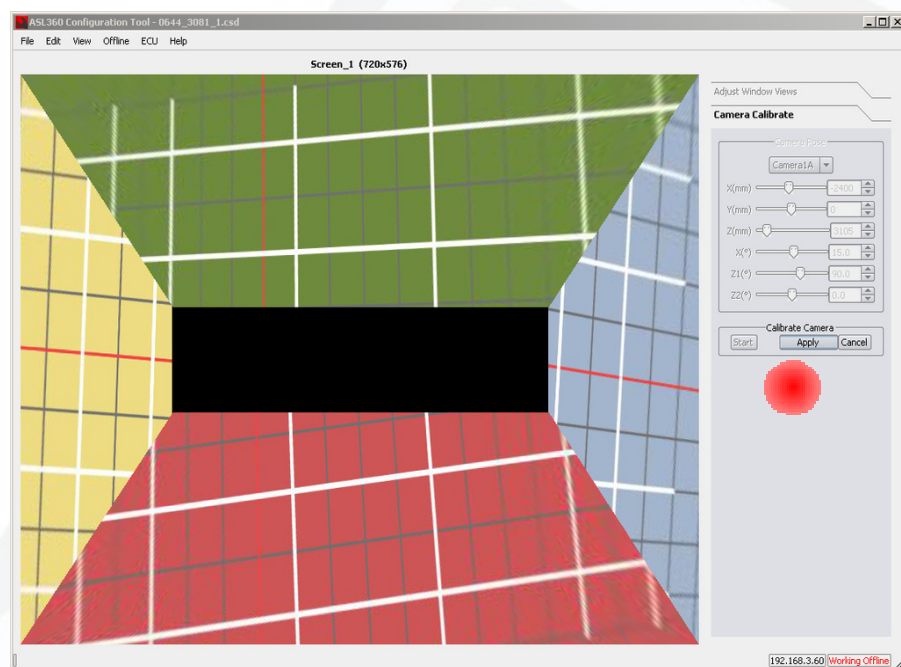 ASL360 Configuration Tool - 0644_3081_1.csd
File Edit View Offline ECU Help
Screen_1 (720x576)
Adjust Window Views
Camera Calibrate
Camera Pose
Camera1A
X(mm) -2400
Y(mm) 0
Z(mm) 3105
X(°) 15.0
Z1(°) 90.0
Z2(°) 0.0
Calibrate Camera
Start Apply Cancel
192.168.3.60 Working Offline